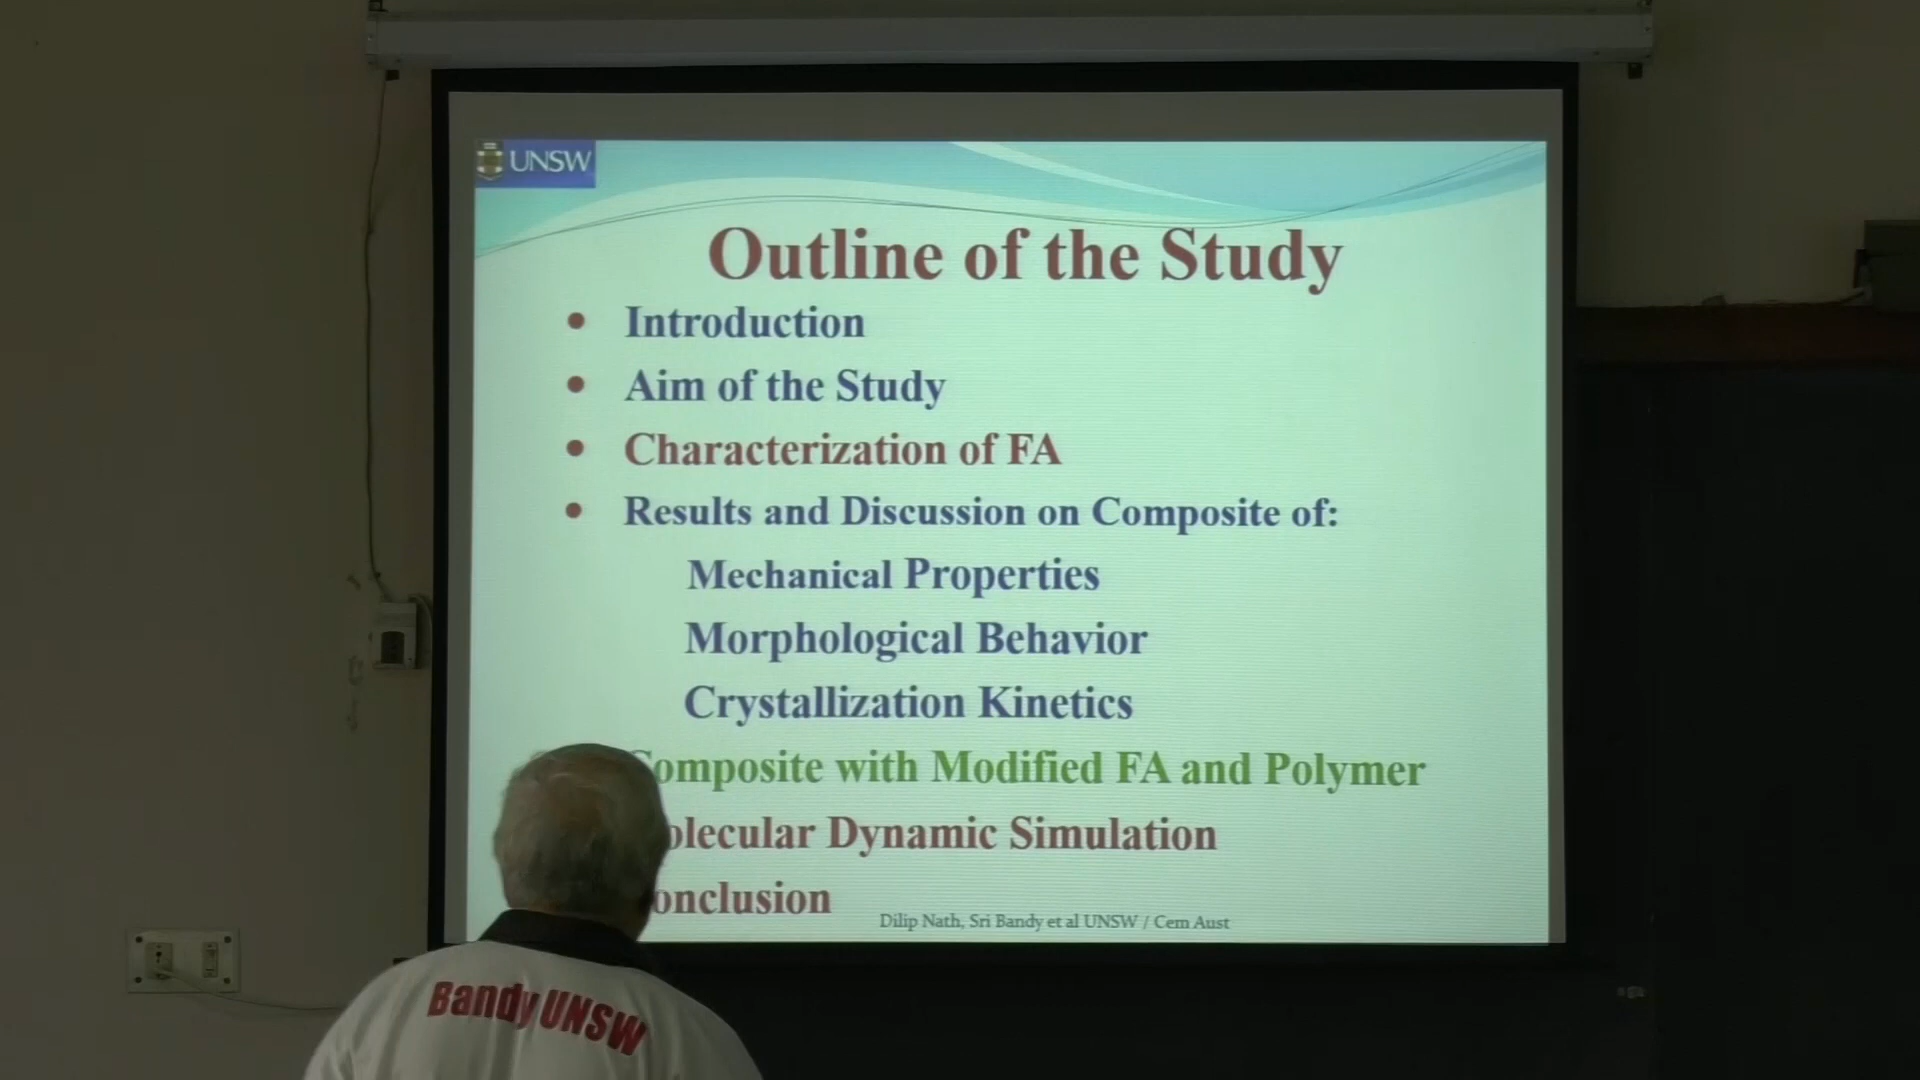 UNSW
Outline of the Study
• Introduction
• Aim of the Study
• Characterization of FA
• Results and Discussion on Composite of:
Mechanical Properties
Morphological Behavior
Crystallization Kinetics
Composite with Modified FA and Polymer
Dynamic Simulation
Dilip Nath, Sri Bandy et al UNSW / Cem Aust
Bandy UNSW